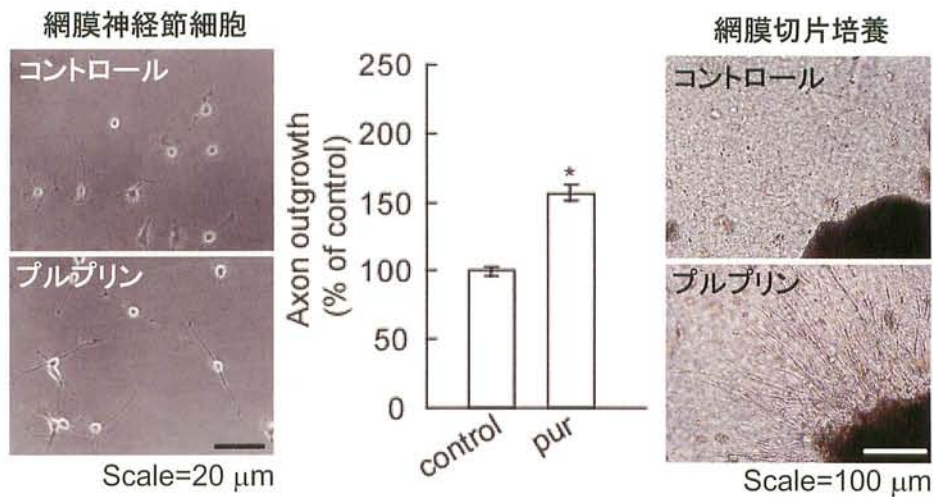 網膜神経節細胞
コントロール
プルプリン
Scale=20 μm
Axon outgrowth
(% of control)
250
200
150
100
50
0
*
control
pur
網膜切片培養
コントロール
プルプリン
Scale=100 μm